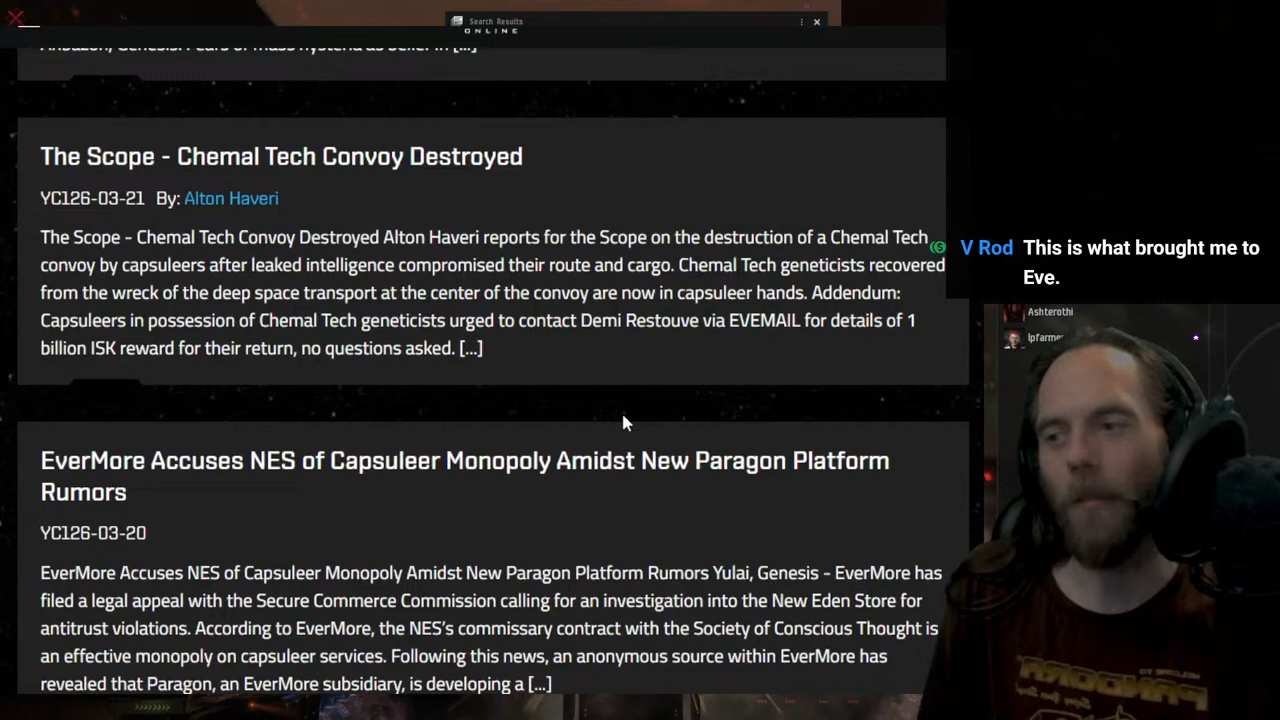 Search Results
ONLINE
The Scope - Chemal Tech Convoy Destroyed
YC126-03-21 By: Alton Haveri
The Scope - Chemal Tech Convoy Destroyed Alton Haveri reports for the Scope on the destruction of a Chemal Tech
convoy by capsuleers after leaked intelligence compromised their route and cargo. Chemal Tech geneticists recovered
from the wreck of the deep space transport at the center of the convoy are now in capsuleer hands. Addendum:
Capsuleers in possession of Chemal Tech geneticists urged to contact Demi Restouve via EVEMAIL for details of 1
billion ISK reward for their return, no questions asked. [...]
EverMore Accuses NES of Capsuleer Monopoly Amidst New Paragon Platform
Rumors
YC126-03-20
EverMore Accuses NES of Capsuleer Monopoly Amidst New Paragon Platform Rumors Yulai, Genesis - EverMore has
filed a legal appeal with the Secure Commerce Commission calling for an investigation into the New Eden Store for
antitrust violations. According to EverMore, the NES's commissary contract with the Society of Conscious Thought is
an effective monopoly on capsuleer services. Following this news, an anonymous source within EverMore has
revealed that Paragon, an EverMore subsidiary, is developing a [...]
V Rod This is what brought me to
Eve.
Ashterothi
lpfarmer
PANDORA